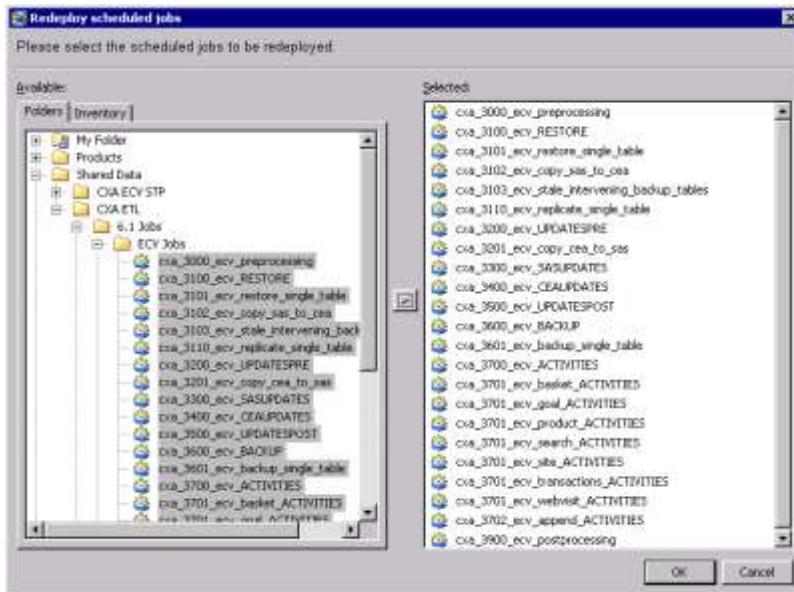 Redeploy scheduled jobs
Please select the scheduled jobs to be redeployed.
Available:
Folders
Inventory
My Folder
Products
Shared Data
CXA ECV STP
CXA ETL
6.1 Jobs
ECV Jobs
cxa_3000_ecv_preprocessing
cxa_3100_ecv_RESTORE
cxa_3101_ecv_restore_single_table
cxa_3102_ecv_copy_sas_to_cea
cxa_3103_ecv_stale_intervening_back
cxa_3110_ecv_replicate_single_table
cxa_3200_ecv_UPDATESPRE
cxa_3201_ecv_copy_cea_to_sas
cxa_3300_ecv_SASUPDATES
cxa_3400_ecv_CEAUPDATES
cxa_3500_ecv_UPDATESPOST
cxa_3600_ecv_BACKUP
cxa_3601_ecv_backup_single_table
cxa_3700_ecv_ACTIVITIES
cxa_3701_ecv_basket_ACTIVITIES
cxa_3701_ecv_goal_ACTIVITIES
Selected:
cxa_3000_ecv_preprocessing
cxa_3100_ecv_RESTORE
cxa_3101_ecv_restore_single_table
cxa_3102_ecv_copy_sas_to_cea
cxa_3103_ecv_stale_intervening_backup_tables
cxa_3110_ecv_replicate_single_table
cxa_3200_ecv_UPDATESPRE
cxa_3201_ecv_copy_cea_to_sas
cxa_3300_ecv_SASUPDATES
cxa_3400_ecv_CEAUPDATES
cxa_3500_ecv_UPDATESPOST
cxa_3600_ecv_BACKUP
cxa_3601_ecv_backup_single_table
cxa_3700_ecv_ACTIVITIES
cxa_3701_ecv_basket_ACTIVITIES
cxa_3701_ecv_goal_ACTIVITIES
cxa_3701_ecv_product_ACTIVITIES
cxa_3701_ecv_search_ACTIVITIES
cxa_3701_ecv_site_ACTIVITIES
cxa_3701_ecv_transactions_ACTIVITIES
cxa_3701_ecv_webvisit_ACTIVITIES
cxa_3702_ecv_append_ACTIVITIES
cxa_3900_ecv_postprocessing
OK
Cancel